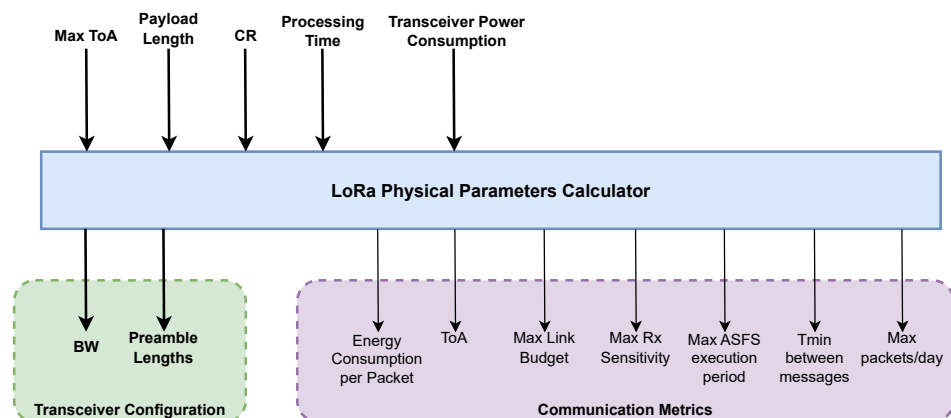 Max ToA
Payload
Length
CR
Processing
Time
Transceiver Power
Consumption
LoRa Physical Parameters Calculator
BW
Preamble
Lengths
Transceiver Configuration
Energy
Consumption
per Packet
ToA
Max Link
Budget
Max Rx
Sensitivity
Max ASFS
execution
period
Tmin
between
messages
Max
packets/day
Communication Metrics